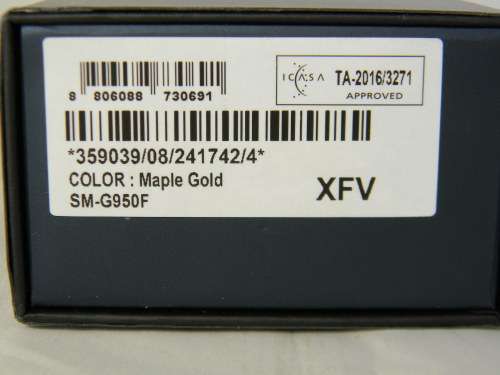 ICASA TA-2016/3271
APPROVED
8 806088 730691
*359039/08/241742/4*
COLOR : Maple Gold
SM-G950F
XFV